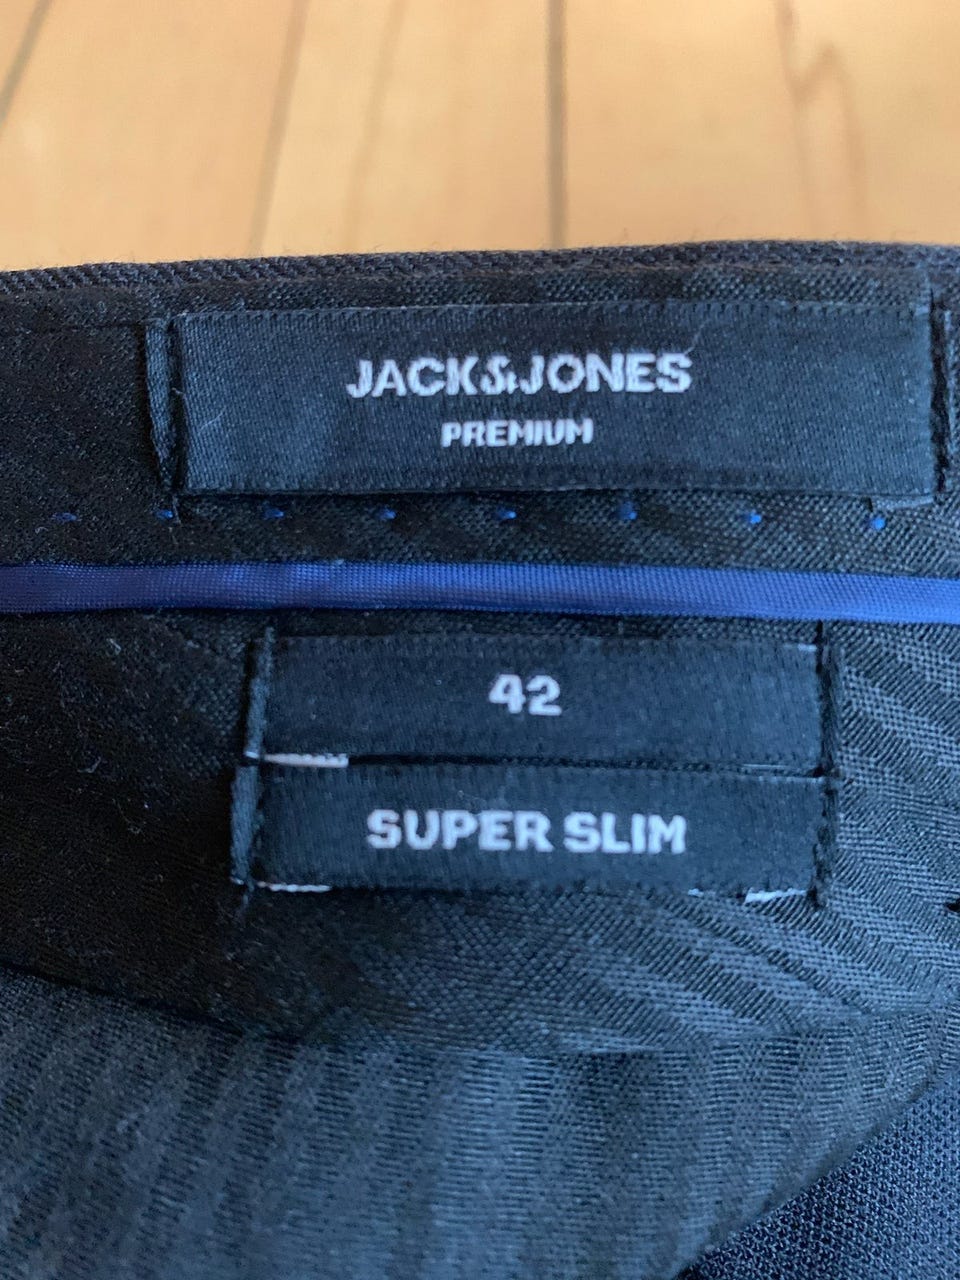 JACK&JONES
PREMIUM
42
SUPER SLIM